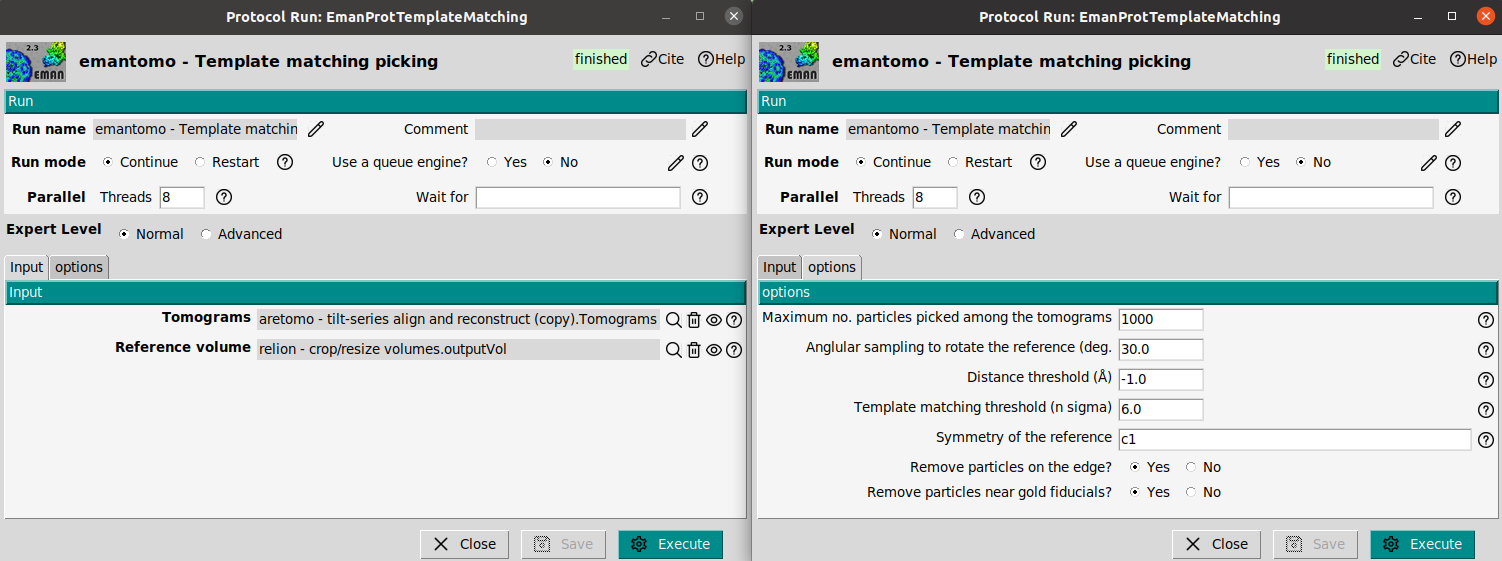 Protocol Run: EmanProtTemplateMatching
2.3
EMAN
emantomo - Template matching picking
finished
Cite
Help
Run
Run name emantomo - Template matchin Comment
Run mode Continue Restart Use a queue engine? Yes No
Parallel Threads 8 Wait for
Expert Level Normal Advanced
Input options
Input
Tomograms aretomo - tilt-series align and reconstruct (copy).Tomograms
Reference volume relion - crop/resize volumes.outputVol
Close Save Execute
Protocol Run: EmanProtTemplateMatching
2.3
EMAN
emantomo - Template matching picking
finished
Cite
Help
Run
Run name emantomo - Template matchin Comment
Run mode Continue Restart Use a queue engine? Yes No
Parallel Threads 8 Wait for
Expert Level Normal Advanced
Input options
options
Maximum no. particles picked among the tomograms 1000
Anglular sampling to rotate the reference (deg. 30.0
Distance threshold (Å) -1.0
Template matching threshold (n sigma) 6.0
Symmetry of the reference c1
Remove particles on the edge? Yes No
Remove particles near gold fiducials? Yes No
Close Save Execute